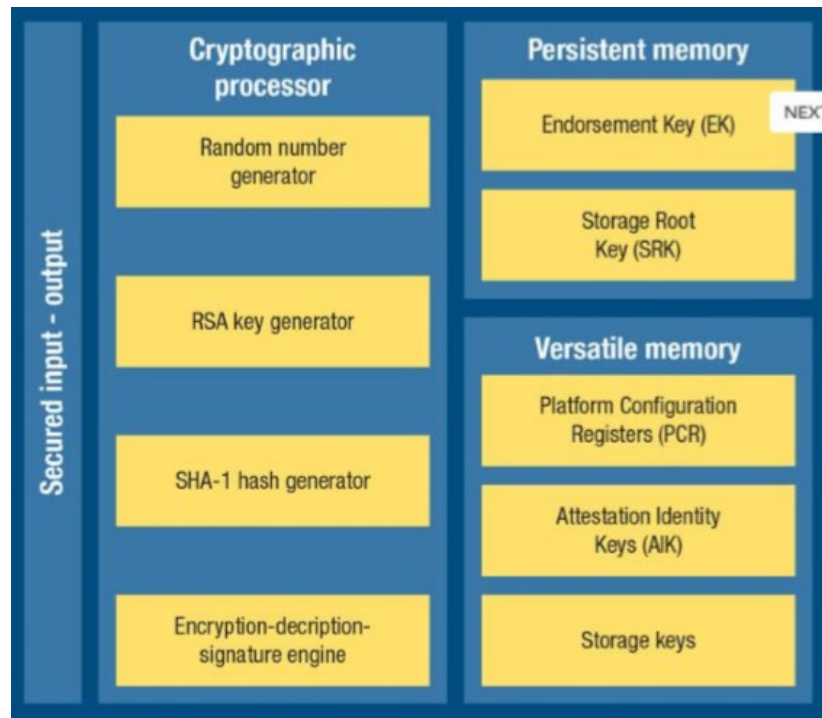 Secured input - output
Cryptographic
processor
Random number
generator
RSA key generator
SHA-1 hash generator
Encryption-decription-
signature engine
Persistent memory
Endorsement Key (EK)
NEXT
Storage Root
Key (SRK)
Versatile memory
Platform Configuration
Registers (PCR)
Attestation Identity
Keys (AIK)
Storage keys